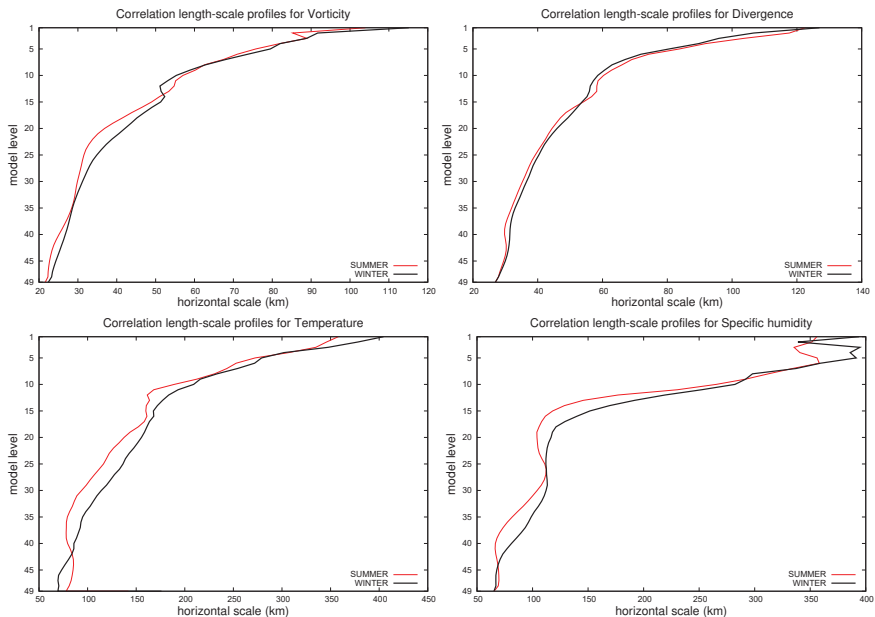 Correlation length-scale profiles for Vorticity
1
5
10
15
20
25
29
35
45
49
model level
SUMMER
WINTER
20 30 40 50 60 70 80 90 100 110 120
horizontal scale (km)
Correlation length-scale profiles for Divergence
1
5
10
15
20
25
29
35
45
49
model level
SUMMER
WINTER
20 40 60 80 100 120 140
horizontal scale (km)
Correlation length-scale profiles for Temperature
1
5
10
15
20
25
29
35
40
45
49
model level
SUMMER
WINTER
50 100 150 200 250 300 350 400 450
horizontal scale (km)
Correlation length-scale profiles for Specific humidity
1
5
10
15
20
25
29
35
40
45
49
model level
SUMMER
WINTER
50 100 150 200 250 300 350 400
horizontal scale (km)